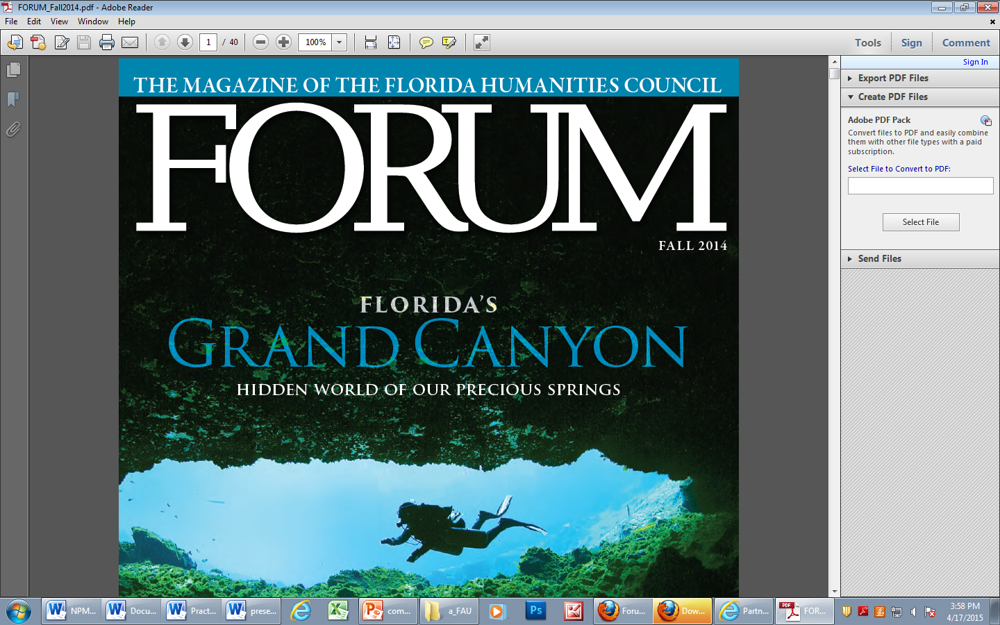 FORUM_Fall2014.pdf - Adobe Reader
File Edit View Window Help
1 / 40 100% Tools Sign Comment
Sign In
Export PDF Files
Create PDF Files
Adobe PDF Pack
Convert files to PDF and easily combine
them with other file types with a paid
subscription.
Select File to Convert to PDF:
Select File
Send Files
THE MAGAZINE OF THE FLORIDA HUMANITIES COUNCIL
FORUM
FALL 2014
FLORIDA'S
GRAND CANYON
HIDDEN WORLD OF OUR PRECIOUS SPRINGS
NPM... Docu... Pract... prese... com... a_FAU Ps Foru... Dow... Partn... PDF FOR... 3:58 PM
4/17/2015